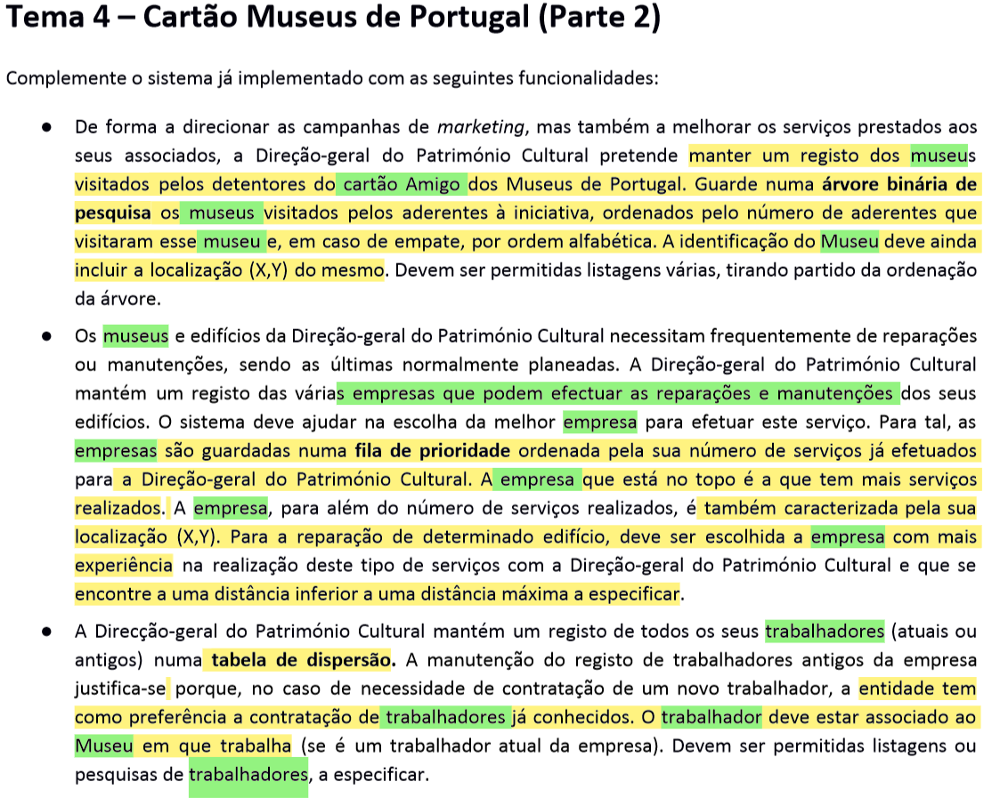 Tema 4 – Cartão Museus de Portugal (Parte 2)
Complemente o sistema já implementado com as seguintes funcionalidades:
● De forma a direcionar as campanhas de marketing, mas também a melhorar os serviços prestados aos
seus associados, a Direção-geral do Património Cultural pretende manter um registo dos museus
visitados pelos detentores do cartão Amigo dos Museus de Portugal. Guarde numa árvore binária de
pesquisa os museus visitados pelos aderentes à iniciativa, ordenados pelo número de aderentes que
visitaram esse museu e, em caso de empate, por ordem alfabética. A identificação do Museu deve ainda
incluir a localização (X,Y) do mesmo. Devem ser permitidas listagens várias, tirando partido da ordenação
da árvore.
● Os museus e edifícios da Direção-geral do Património Cultural necessitam frequentemente de reparações
ou manutenções, sendo as últimas normalmente planeadas. A Direção-geral do Património Cultural
mantém um registo das várias empresas que podem efectuar as reparações e manutenções dos seus
edifícios. O sistema deve ajudar na escolha da melhor empresa para efetuar este serviço. Para tal, as
empresas são guardadas numa fila de prioridade ordenada pela sua número de serviços já efetuados
para a Direção-geral do Património Cultural. A empresa que está no topo é a que tem mais serviços
realizados. A empresa, para além do número de serviços realizados, é também caracterizada pela sua
localização (X,Y). Para a reparação de determinado edifício, deve ser escolhida a empresa com mais
experiência na realização deste tipo de serviços com a Direção-geral do Património Cultural e que se
encontre a uma distância inferior a uma distância máxima a especificar.
● A Direcção-geral do Património Cultural mantém um registo de todos os seus trabalhadores (atuais ou
antigos) numa tabela de dispersão. A manutenção do registo de trabalhadores antigos da empresa
justifica-se porque, no caso de necessidade de contratação de um novo trabalhador, a entidade tem
como preferência a contratação de trabalhadores já conhecidos. O trabalhador deve estar associado ao
Museu em que trabalha (se é um trabalhador atual da empresa). Devem ser permitidas listagens ou
pesquisas de trabalhadores, a especificar.